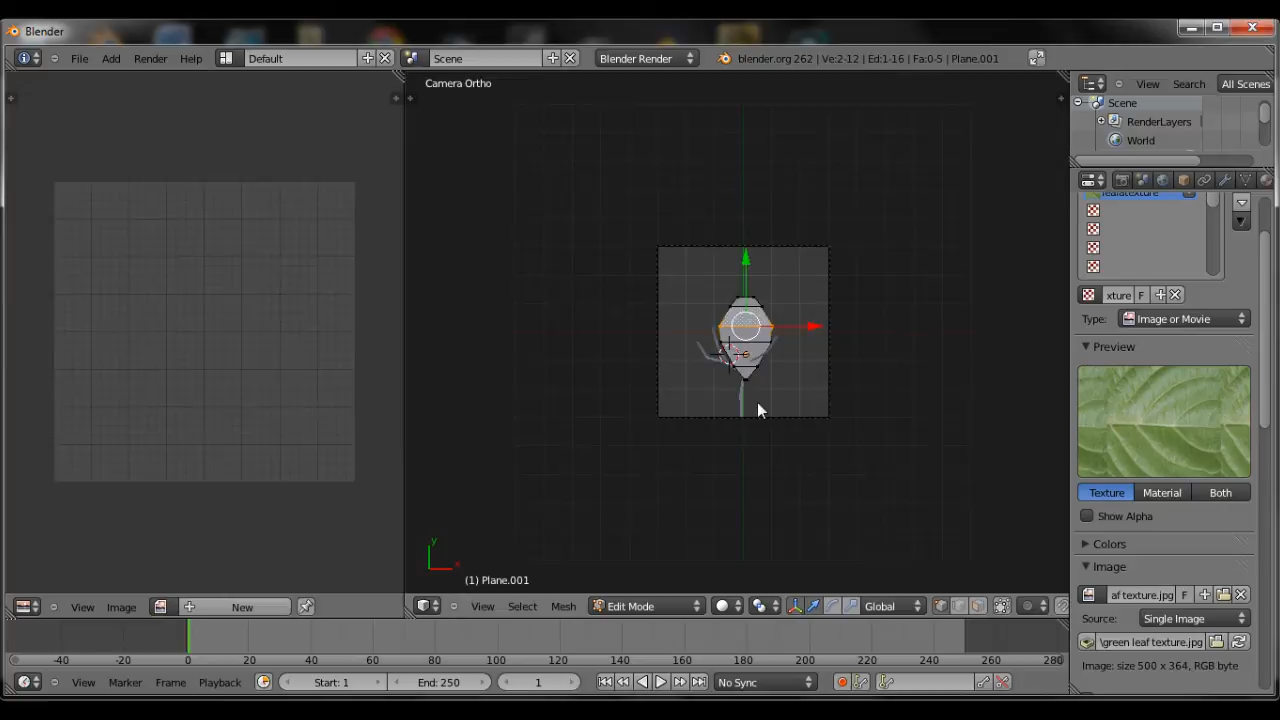 Blender
File Add Render Help Default Scene Blender Render blender.org 262 | Ve:2-12 | Ed:1-16 | Fa:0-5 | Plane.001
Camera Ortho
View Search All Scenes
Scene
RenderLayers
World
xture F
Type: Image or Movie
Preview
Texture Material Both
Show Alpha
Colors
Image
af texture.jpg F
Source: Single Image
\green leaf texture.jpg
Image: size 500 x 364, RGB byte
y
x
(1) Plane.001
View Image New
View Select Mesh Edit Mode Global
-40 -20 0 20 40 60 80 100 120 140 160 180 200 220 240 260 280
View Marker Frame Playback Start: 1 End: 250 1 No Sync